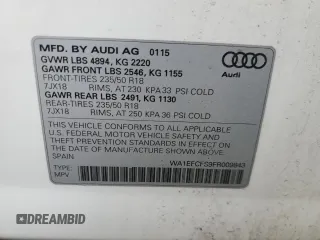 MFD. BY AUDI AG 0115
GVWR LBS 4894, KG 2220
GAWR FRONT LBS 2546, KG 1155
FRONT-TIRES 235/50 R18
7JX18 RIMS, AT 230 KPA 33 PSI COLD
GAWR REAR LBS 2491, KG 1130
REAR-TIRES 235/50 R18
7JX18 RIMS, AT 250 KPA 36 PSI COLD
THIS VEHICLE CONFORMS TO ALL APPLICABLE
U.S. FEDERAL MOTOR VEHICLE SAFETY
STANDARDS IN EFFECT ON THE
DATE OF MANUFACTURE SHOWN ABOVE.
SPAIN
TYPE:
MPV
Audi
© DREAMBID